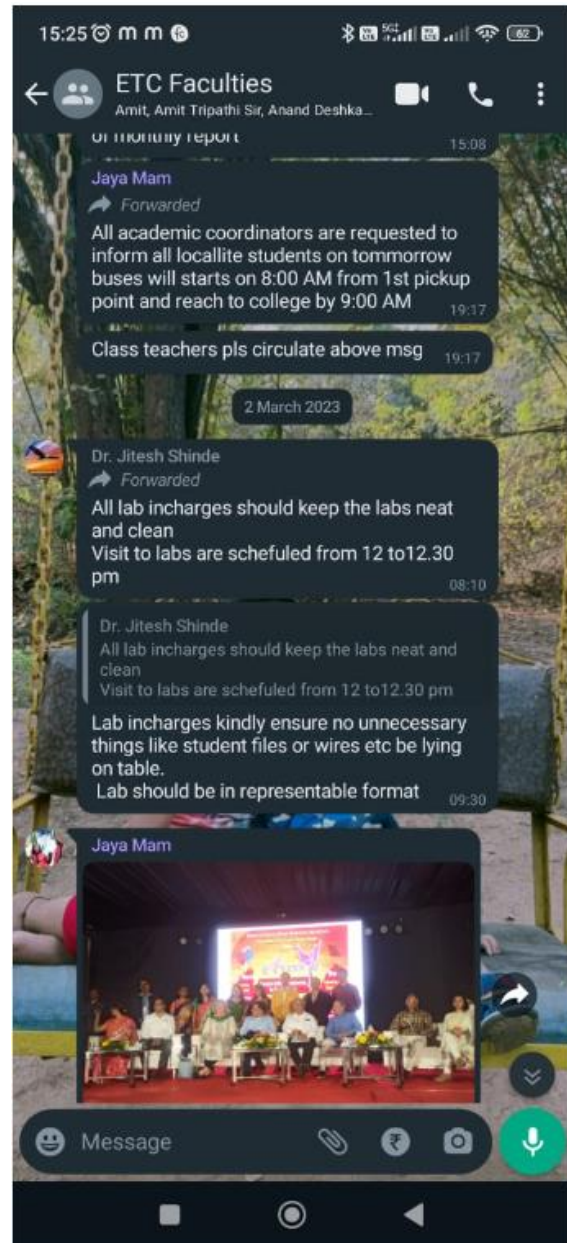 15:25
62
ETC Faculties
Amit, Amit Tripathi Sir, Anand Deshka...
of monthly report
15:08
Jaya Mam
Forwarded
All academic coordinators are requested to
inform all locallite students on tommorrow
buses will starts on 8:00 AM from 1st pickup
point and reach to college by 9:00 AM
19:17
Class teachers pls circulate above msg
19:17
2 March 2023
Dr. Jitesh Shinde
Forwarded
All lab incharges should keep the labs neat
and clean
Visit to labs are schefuled from 12 to12.30
pm
08:10
Dr. Jitesh Shinde
All lab incharges should keep the labs neat and
clean
Visit to labs are schefuled from 12 to12.30 pm
Lab incharges kindly ensure no unnecessary
things like student files or wires etc be lying
on table.
Lab should be in representable format
09:30
Jaya Mam
Message